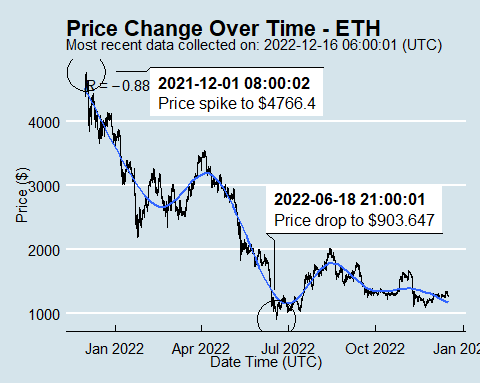 Price Change Over Time - ETH
Most recent data collected on: 2022-12-16 06:00:01 (UTC)
R = −0.88
2021-12-01 08:00:02
Price spike to $4766.4
4000
3000
2022-06-18 21:00:01
Price drop to $903.647
2000
1000
Price ($)
Jan 2022 Apr 2022 Jul 2022 Oct 2022 Jan 202
Date Time (UTC)